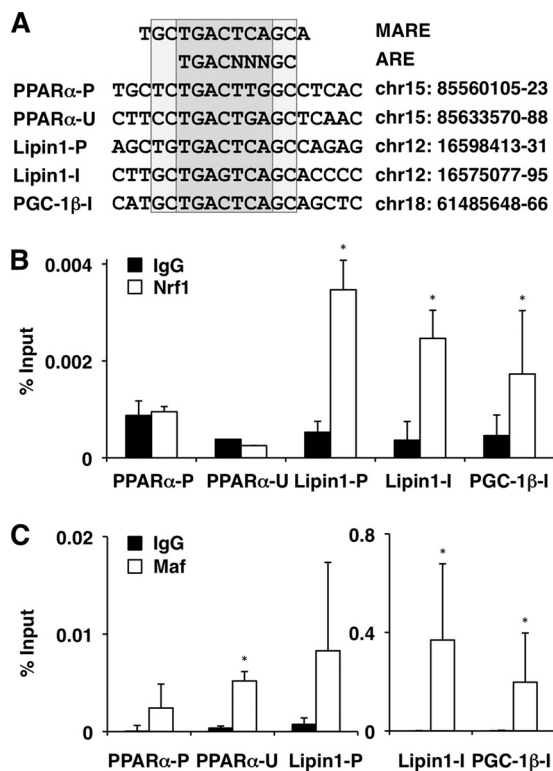 A
TGCTGACTCAGCA MARE
TGACNNNGC ARE
PPARα-P TGCTCTGACTTGGCCTCAC chr15: 85560105-23
PPARα-U CTTCCTGACTGAGCTCAAC chr15: 85633570-88
Lipin1-P AGCTGTGACTCAGCCAGAG chr12: 16598413-31
Lipin1-I CTTGCTGAGTCAGCACCCC chr12: 16575077-95
PGC-1β-I CATGCTGACTCAGCAGCTC chr18: 61485648-66
B
IgG
Nrf1
% Input
0.004
0.002
0
* * *
PPARα-P PPARα-U Lipin1-P Lipin1-I PGC-1β-I
C
IgG
Maf
% Input
0.02
0.01
0
*
PPARα-P PPARα-U Lipin1-P
0.8
0.4
0
* *
Lipin1-I PGC-1β-I